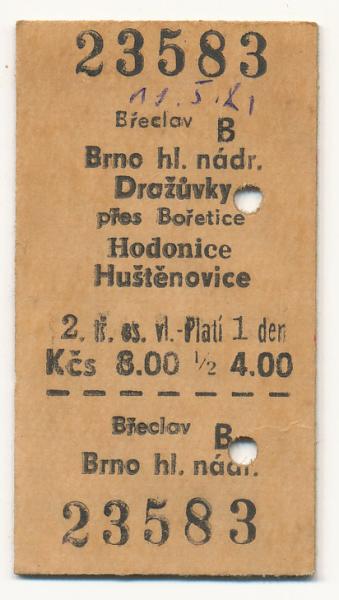 23583
11.5.81
Břeclav B
Brno hl. nádr.
Dražůvky
přes Bořetice
Hodonice
Huštěnovice
2. tř. os. vl.-Platí 1 den
Kčs 8.00 ½ 4.00
Břeclav B
Brno hl. nádr.
23583